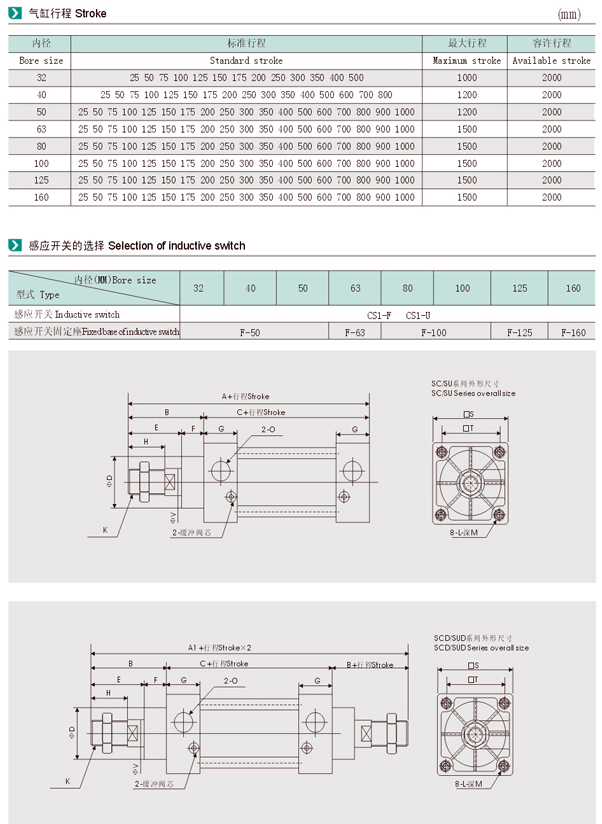 气缸行程 Stroke (mm)
内径 标准行程 最大行程 容许行程
Bore size Standard stroke Maximum stroke Available stroke
32 25 50 75 100 125 150 175 200 250 300 350 400 500 1000 2000
40 25 50 75 100 125 150 175 200 250 300 350 400 500 600 700 800 1200 2000
50 25 50 75 100 125 150 175 200 250 300 350 400 500 600 700 800 900 1000 1200 2000
63 25 50 75 100 125 150 175 200 250 300 350 400 500 600 700 800 900 1000 1500 2000
80 25 50 75 100 125 150 175 200 250 300 350 400 500 600 700 800 900 1000 1500 2000
100 25 50 75 100 125 150 175 200 250 300 350 400 500 600 700 800 900 1000 1500 2000
125 25 50 75 100 125 150 175 200 250 300 350 400 500 600 700 800 900 1000 1500 2000
160 25 50 75 100 125 150 175 200 250 300 350 400 500 600 700 800 900 1000 1500 2000
感应开关的选择 Selection of inductive switch
内径(MM)Bore size 32 40 50 63 80 100 125 160
型式 Type
感应开关 Inductive switch CS1-F CS1-U
感应开关固定座Fixed base of inductive switch F-50 F-63 F-100 F-125 F-160
SC/SU系列外形尺寸
SC/SU Series overall size
A+行程Stroke
B C+行程Stroke
□S
E F G 2-O G
□T
H
ΦD
ΦV
K
2-缓冲阀芯
8-L-深M
SCD/SUD系列外形尺寸
SCD/SUD Series overall size
A1+行程Stroke×2
B C+行程Stroke B+行程Stroke
□S
E F G 2-O G
□T
H
ΦD
ΦV
K
2-缓冲阀芯
8-L深M